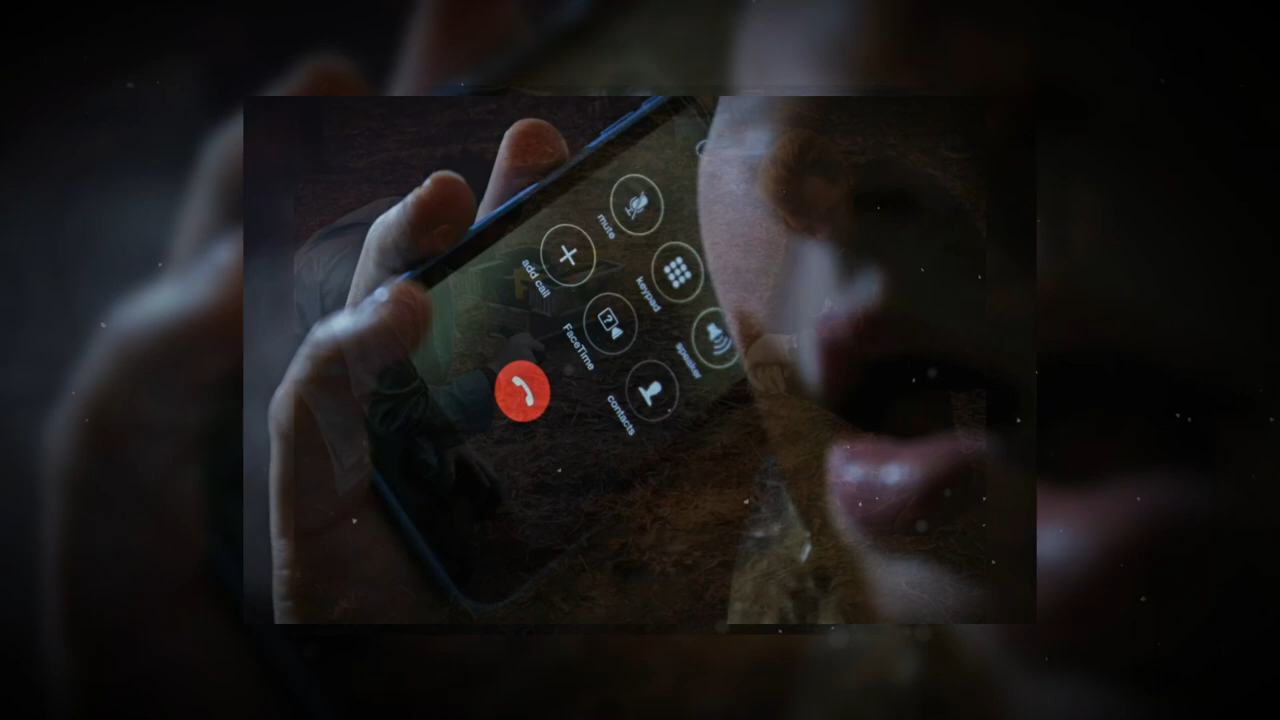 mute
add call
keypad
FaceTime
speaker
contacts